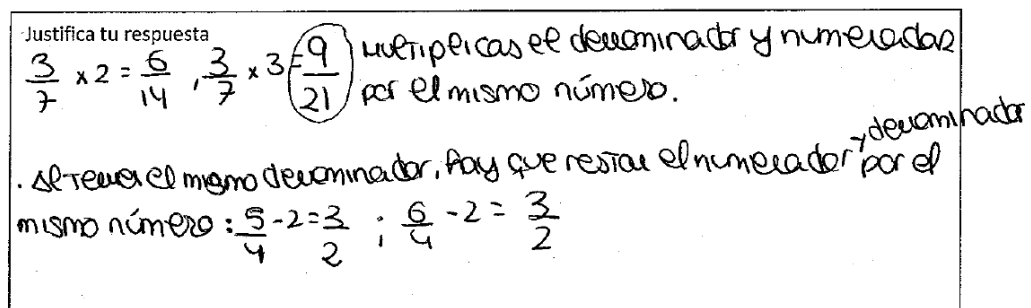 Justifica tu respuesta
3/7 x 2 = 6/14 , 3/7 x 3 = 9/21 Multiplicas el denominador y numerador
por el mismo número.
y denominador
. Al tener el mismo denominador, hay que restar el numerador por el
mismo número : 5/4 - 2 = 3/2 ; 6/4 - 2 = 3/2